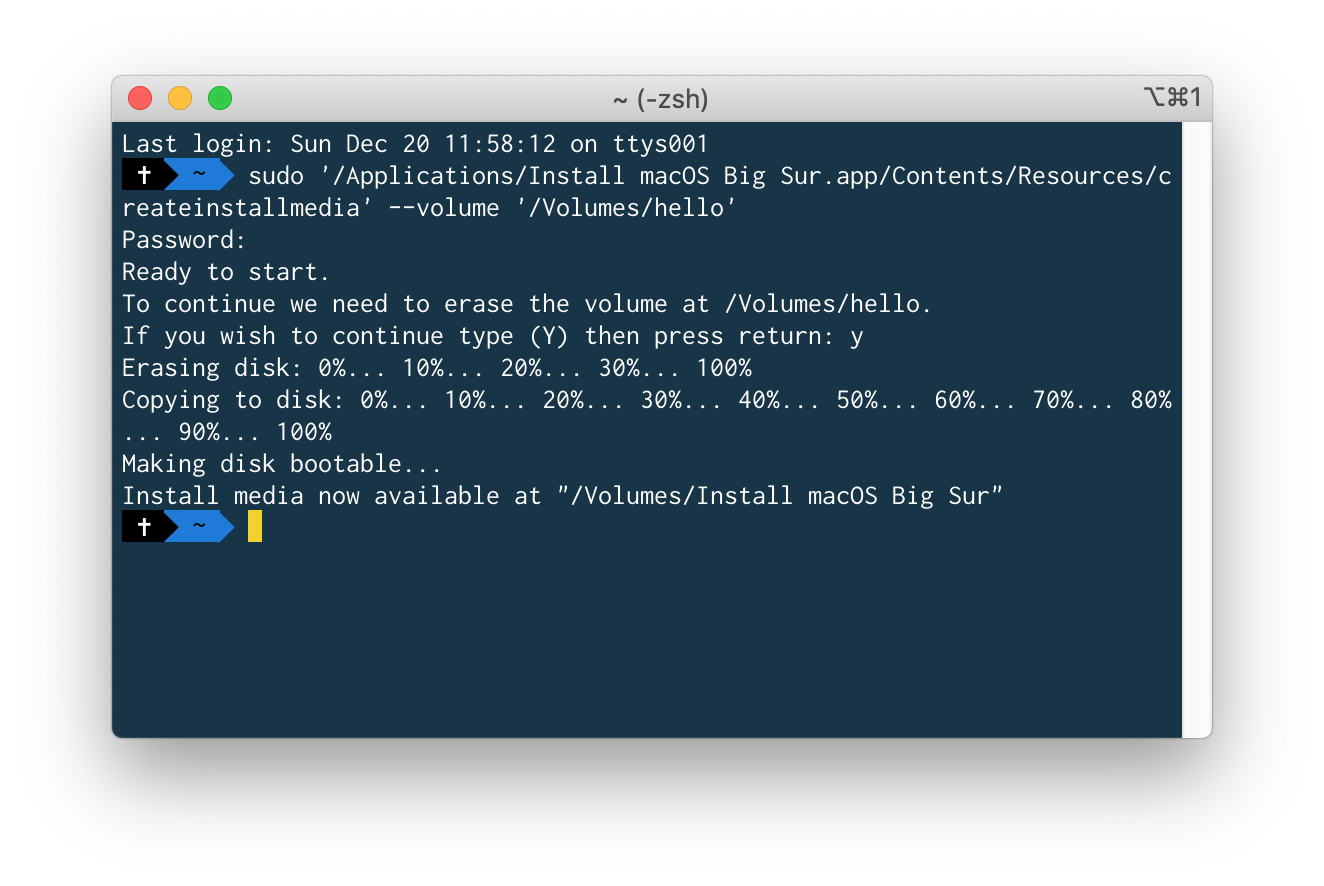 ~ (-zsh)
⌥⌘1
Last login: Sun Dec 20 11:58:12 on ttys001
✝ ~ sudo '/Applications/Install macOS Big Sur.app/Contents/Resources/c
reateinstallmedia' --volume '/Volumes/hello'
Password:
Ready to start.
To continue we need to erase the volume at /Volumes/hello.
If you wish to continue type (Y) then press return: y
Erasing disk: 0%... 10%... 20%... 30%... 100%
Copying to disk: 0%... 10%... 20%... 30%... 40%... 50%... 60%... 70%... 80%
... 90%... 100%
Making disk bootable...
Install media now available at "/Volumes/Install macOS Big Sur"
✝ ~